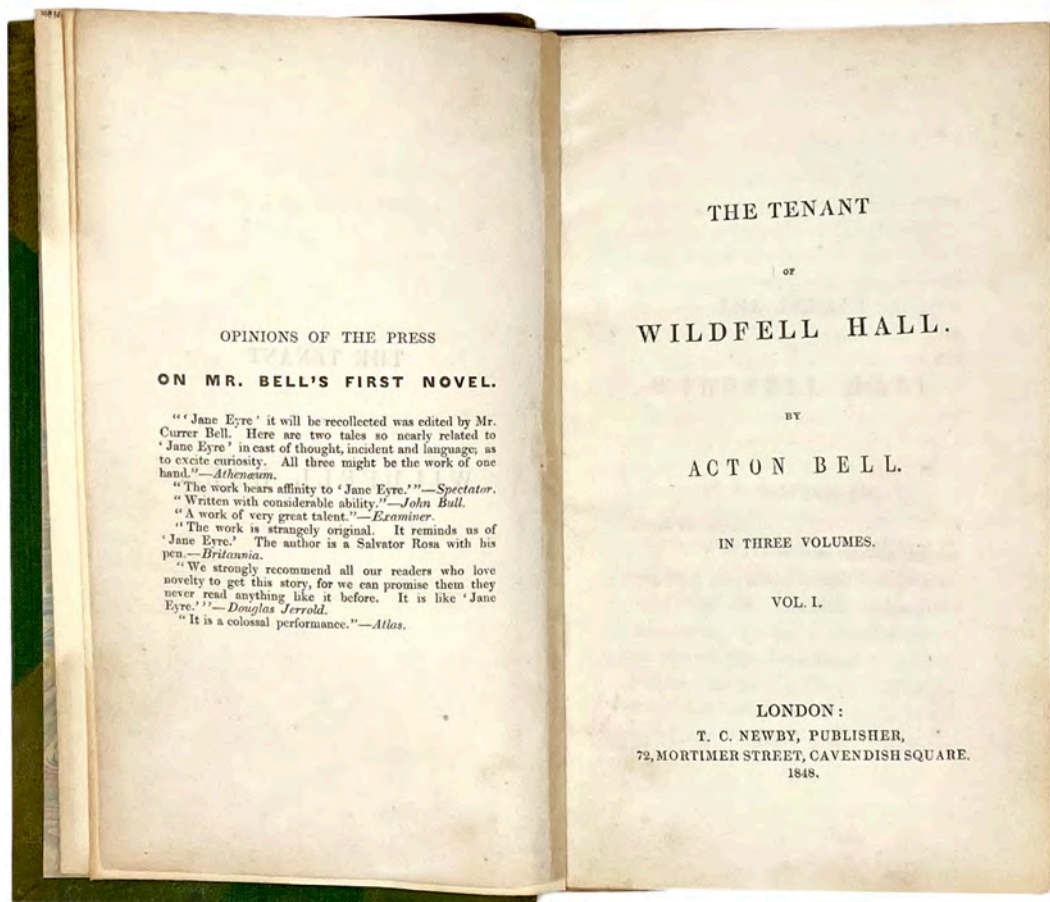 OPINIONS OF THE PRESS
ON MR. BELL'S FIRST NOVEL.
"'Jane Eyre' it will be recollected was edited by Mr.
Currer Bell. Here are two tales so nearly related to
'Jane Eyre' in cast of thought, incident and language; as
to excite curiosity. All three might be the work of one
hand."—Athenæum.
"The work bears affinity to 'Jane Eyre.'"—Spectator.
"Written with considerable ability."—John Bull.
"A work of very great talent."—Examiner.
"The work is strangely original. It reminds us of
'Jane Eyre.' The author is a Salvator Rosa with his
pen.—Britannia.
"We strongly recommend all our readers who love
novelty to get this story, for we can promise them they
never read anything like it before. It is like 'Jane
Eyre.'"—Douglas Jerrold.
"It is a colossal performance."—Atlas.
THE TENANT
OF
WILDFELL HALL.
BY
ACTON BELL.
IN THREE VOLUMES.
VOL. I.
LONDON:
T. C. NEWBY, PUBLISHER,
72, MORTIMER STREET, CAVENDISH SQUARE.
1848.